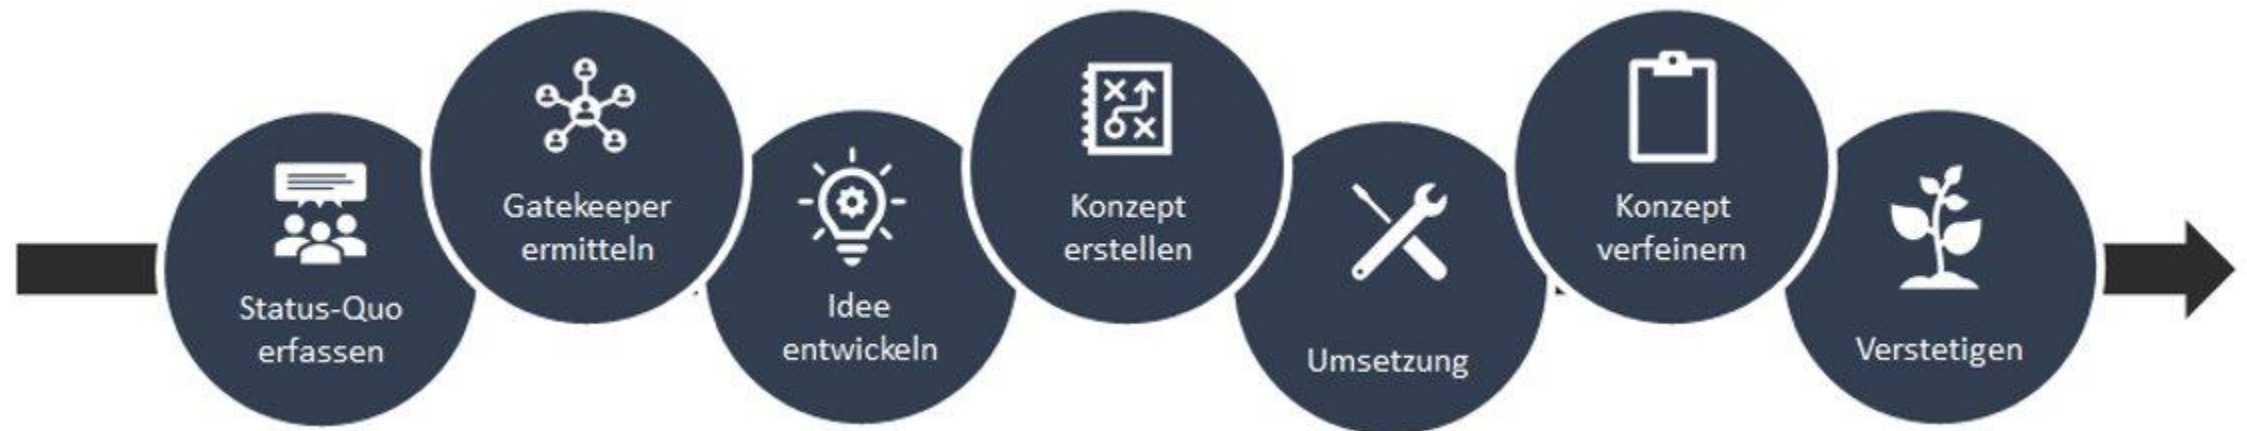 Status-Quo
erfassen
Gatekeeper
ermitteln
Idee
entwickeln
Konzept
erstellen
Umsetzung
Konzept
verfeinern
Verstetigen